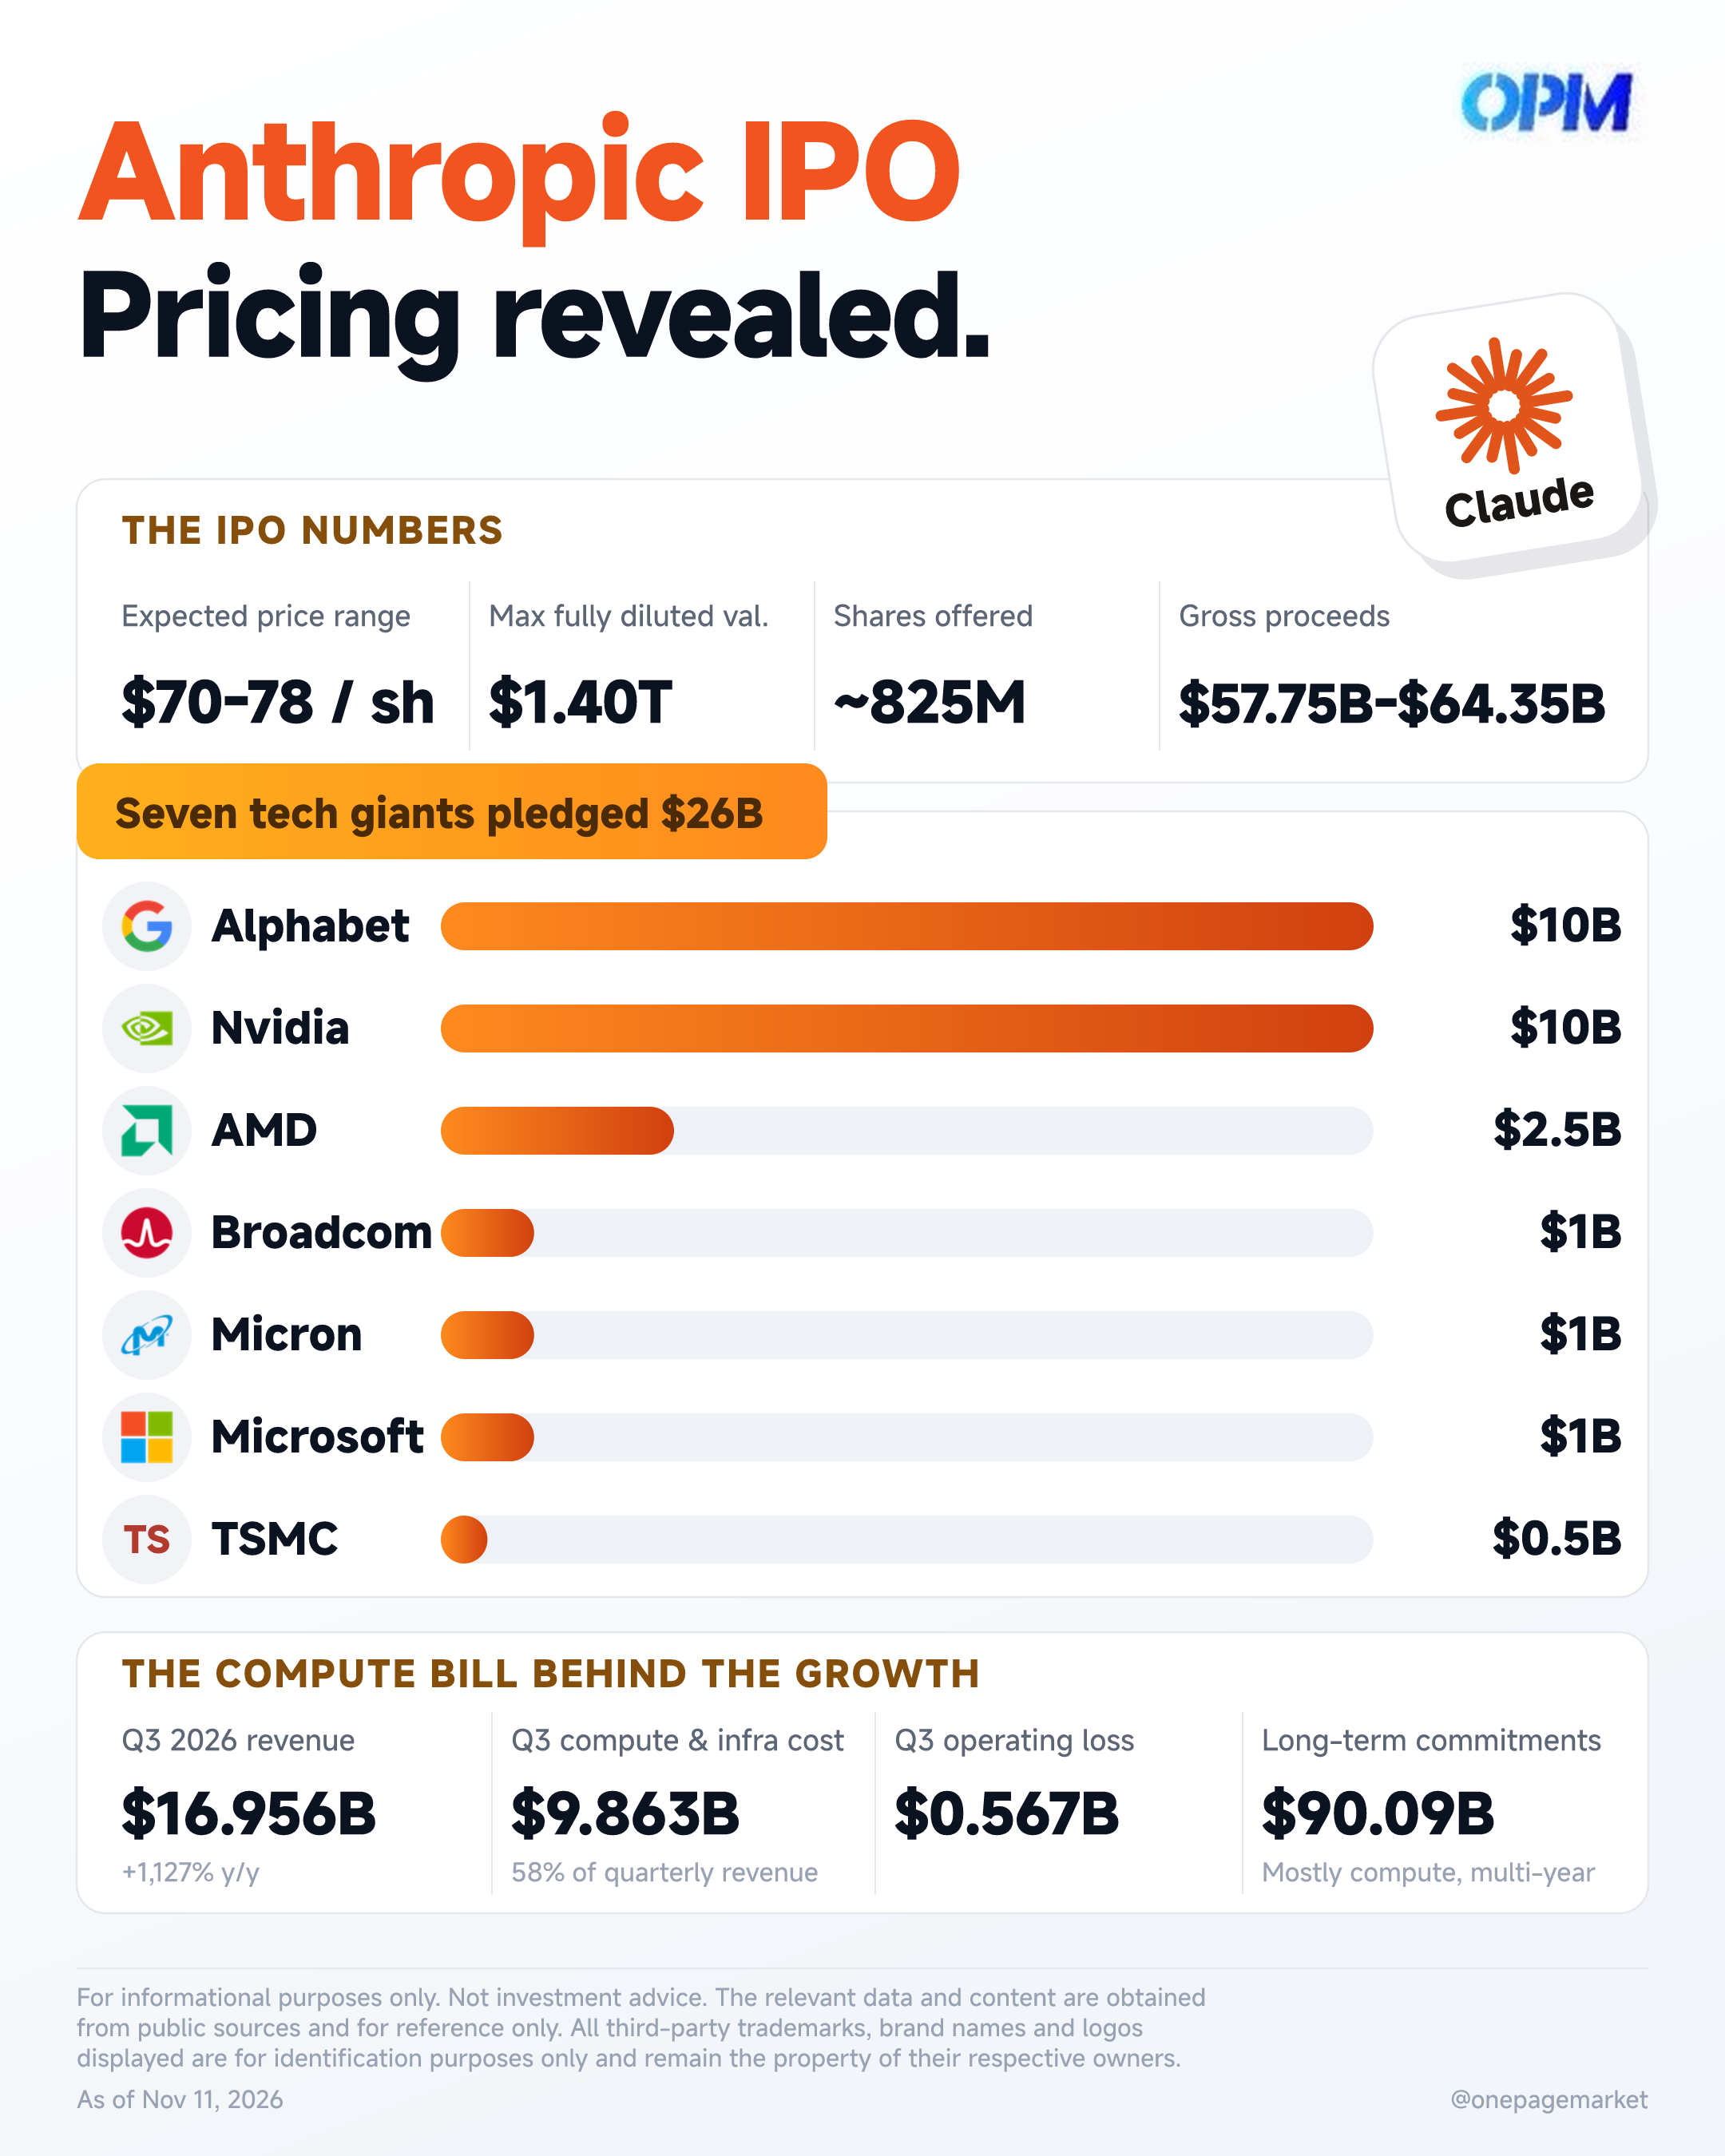 OPM
Anthropic IPO
Pricing revealed.
Claude
THE IPO NUMBERS
Expected price range
$70-78 / sh
Max fully diluted val.
$1.40T
Shares offered
~825M
Gross proceeds
$57.75B-$64.35B
Seven tech giants pledged $26B
Alphabet $10B
Nvidia $10B
AMD $2.5B
Broadcom $1B
Micron $1B
Microsoft $1B
TS TSMC $0.5B
THE COMPUTE BILL BEHIND THE GROWTH
Q3 2026 revenue
$16.956B
+1,127% y/y
Q3 compute & infra cost
$9.863B
58% of quarterly revenue
Q3 operating loss
$0.567B
Long-term commitments
$90.09B
Mostly compute, multi-year
For informational purposes only. Not investment advice. The relevant data and content are obtained
from public sources and for reference only. All third-party trademarks, brand names and logos
displayed are for identification purposes only and remain the property of their respective owners.
As of Nov 11, 2026
@onepagemarket